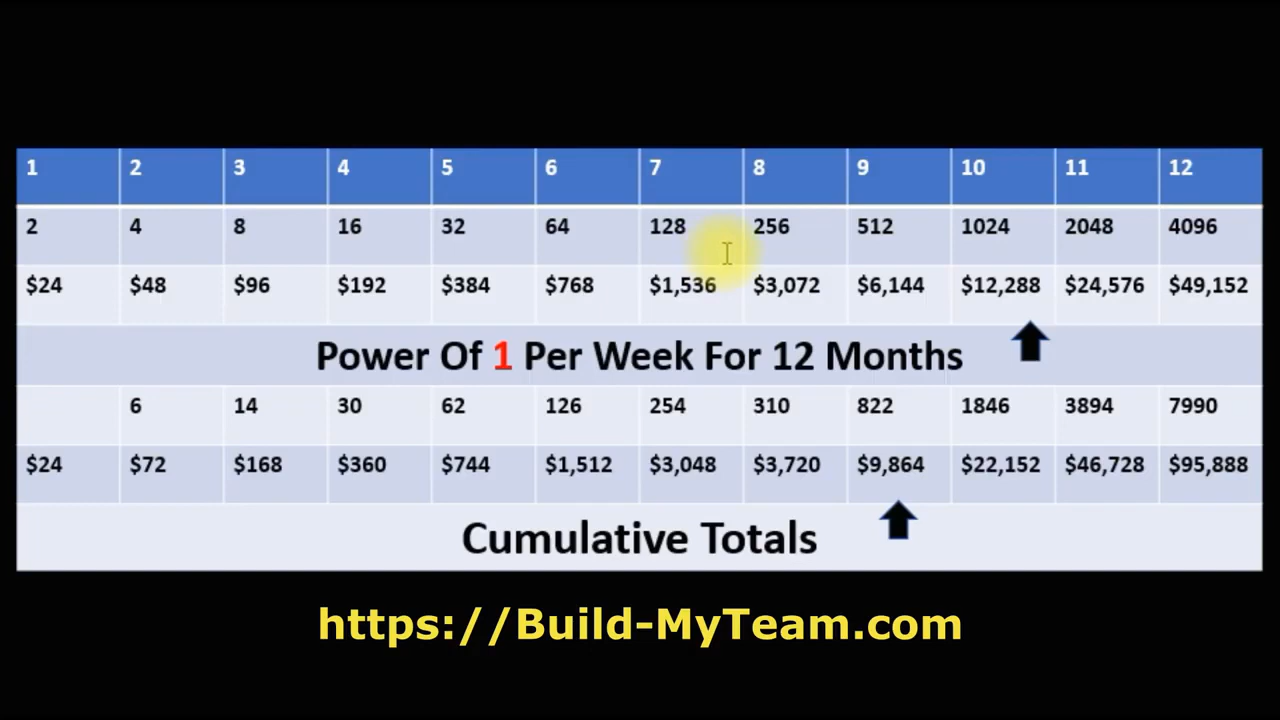 1 2 3 4 5 6 7 8 9 10 11 12
2 4 8 16 32 64 128 256 512 1024 2048 4096
$24 $48 $96 $192 $384 $768 $1,536 $3,072 $6,144 $12,288 $24,576 $49,152
Power Of 1 Per Week For 12 Months
6 14 30 62 126 254 310 822 1846 3894 7990
$24 $72 $168 $360 $744 $1,512 $3,048 $3,720 $9,864 $22,152 $46,728 $95,888
Cumulative Totals
https://Build-MyTeam.com